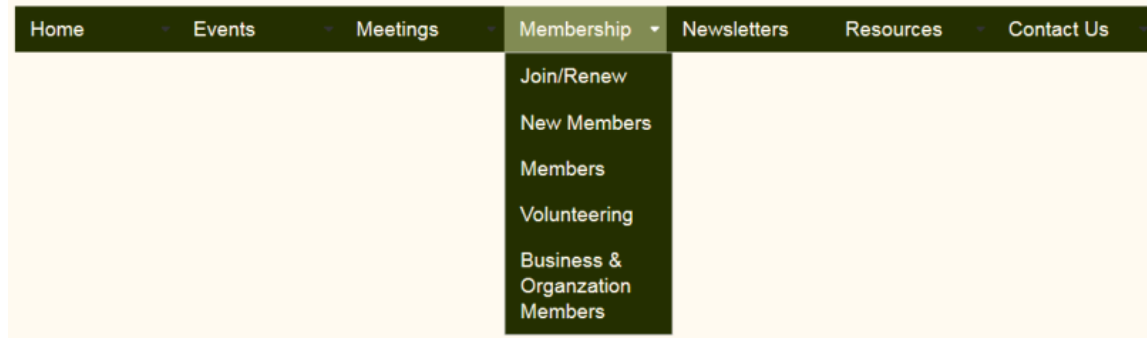 Home Events Meetings Membership Newsletters Resources Contact Us
Join/Renew
New Members
Members
Volunteering
Business &
Organzation
Members